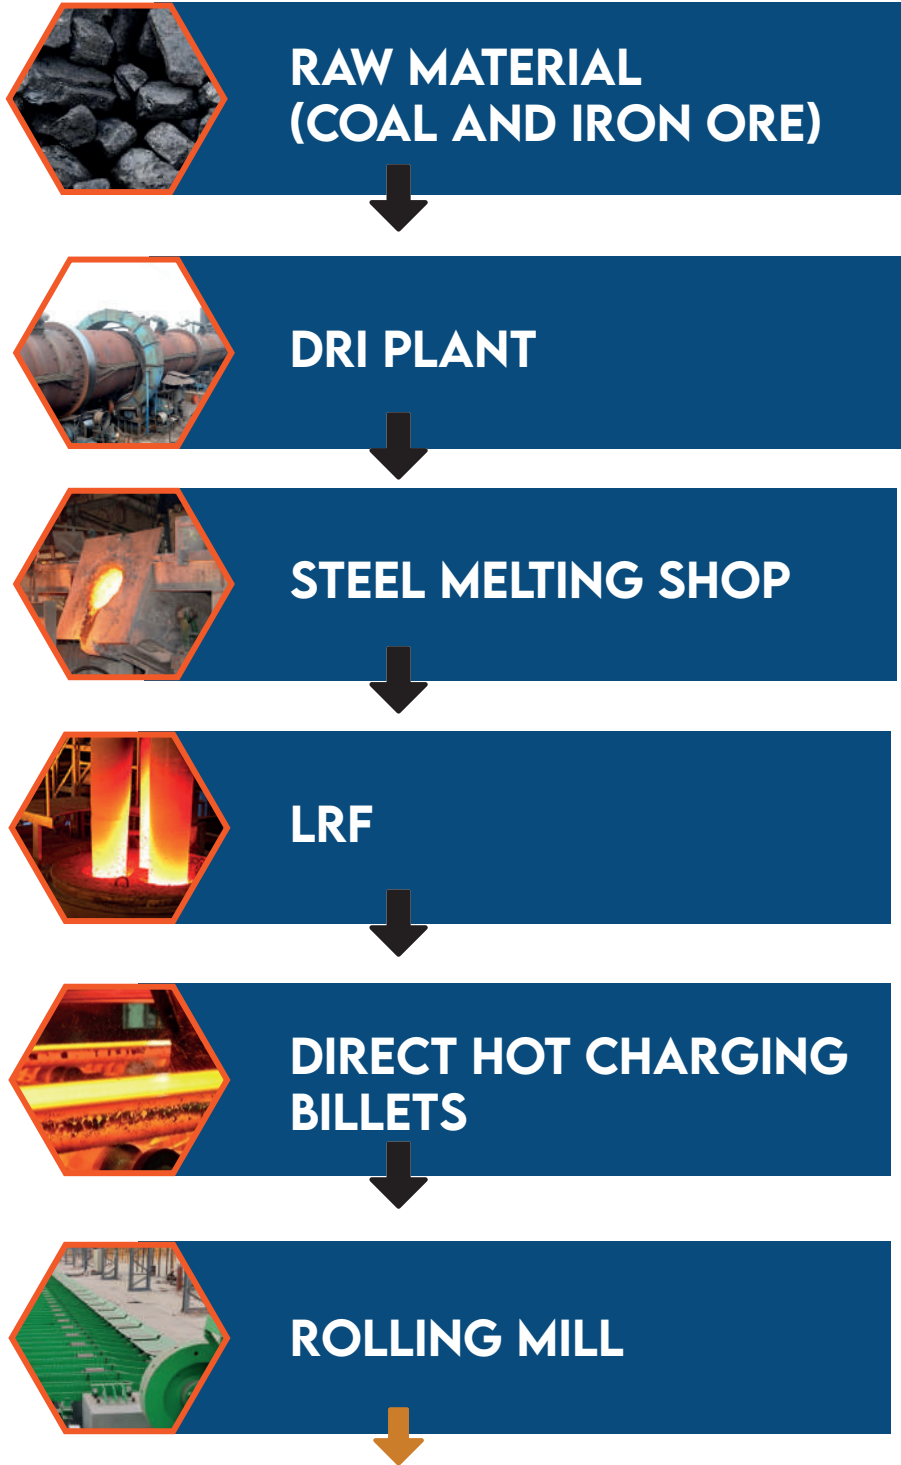 RAW MATERIAL
(COAL AND IRON ORE)
DRI PLANT
STEEL MELTING SHOP
LRF
DIRECT HOT CHARGING
BILLETS
ROLLING MILL